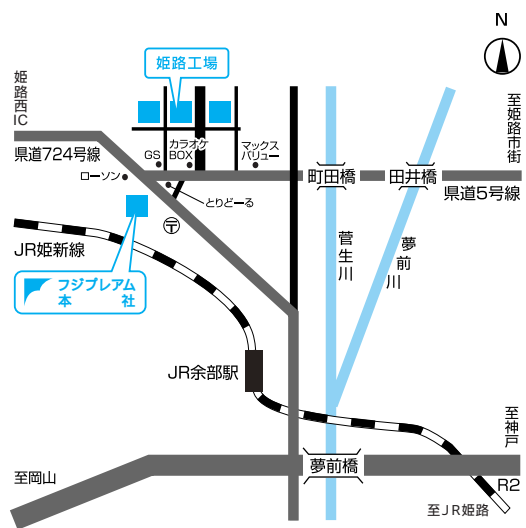 N
姫路工場
姫路西IC
至姫路市街
カラオケ
BOX
GS
マックス
バリュー
県道724号線
ローソン
町田橋
田井橋
県道5号線
とりどーる
〒
JR姫新線
菅生川
夢前川
フジプレアム
本社
JR余部駅
至神戸
夢前橋
至岡山
R2
至JR姫路